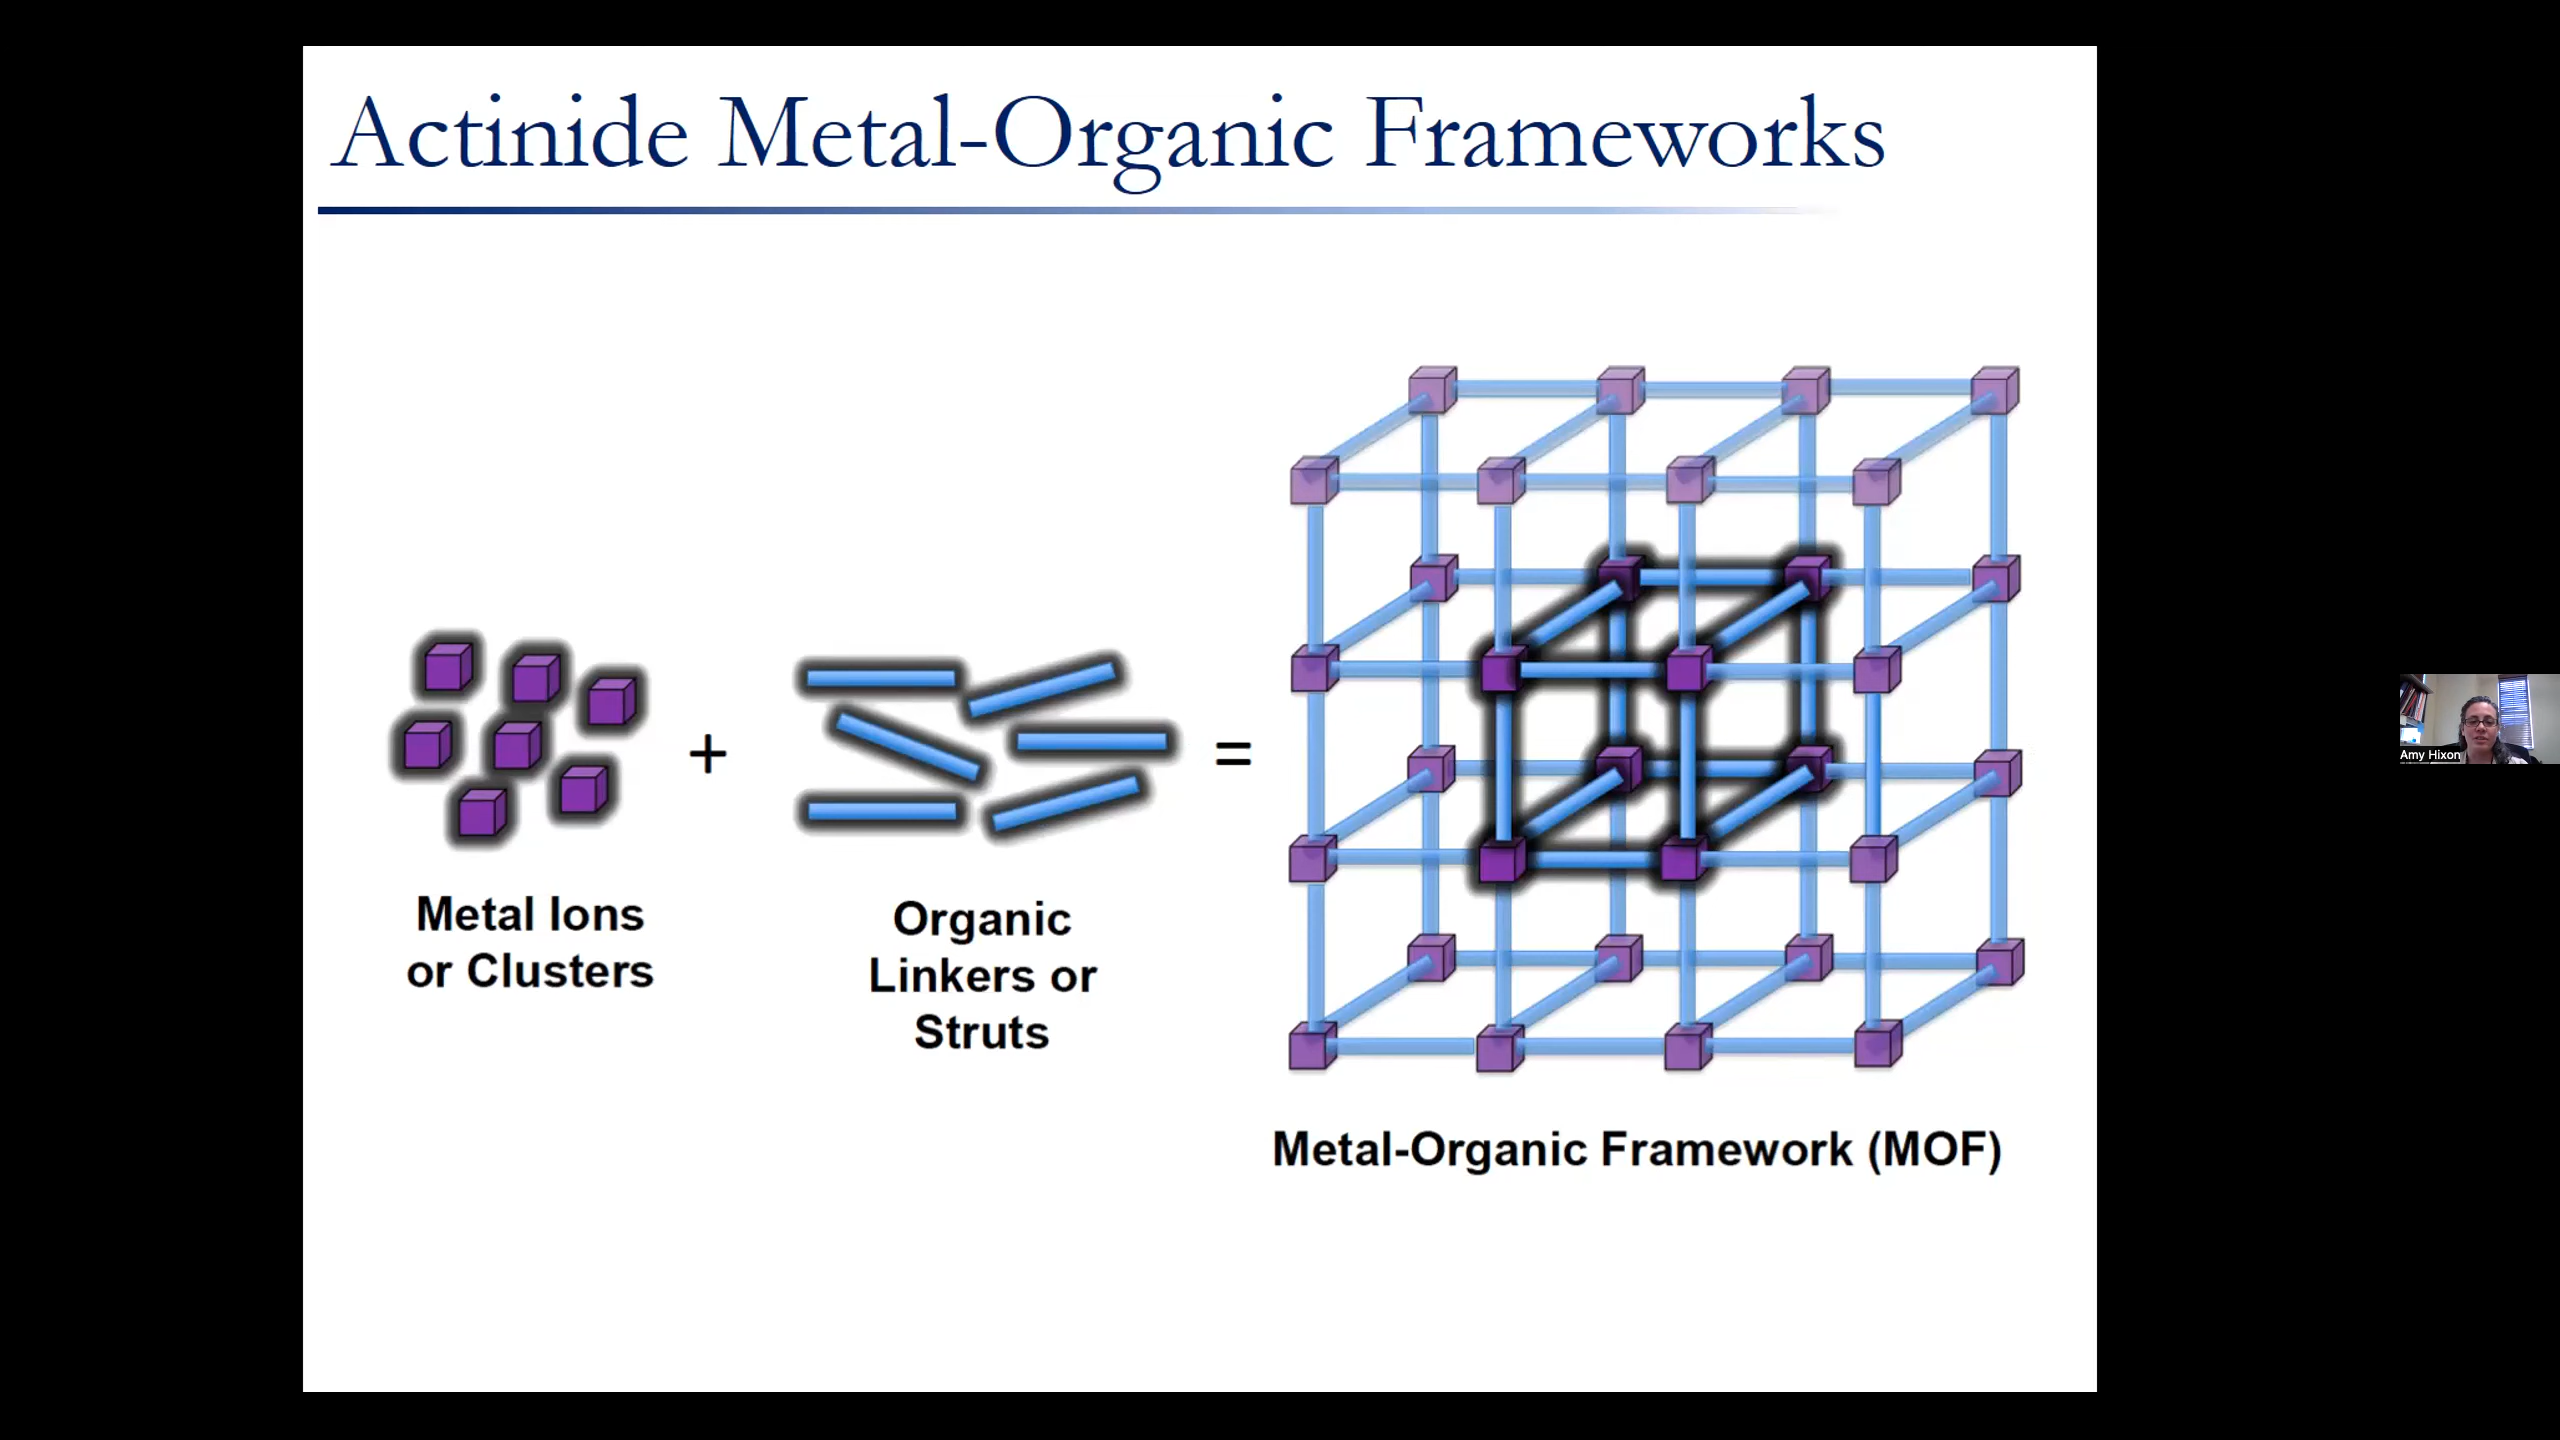 Actinide Metal-Organic Frameworks
+
=
Metal Ions
or Clusters
Organic
Linkers or
Struts
Metal-Organic Framework (MOF)
Amy Hixon